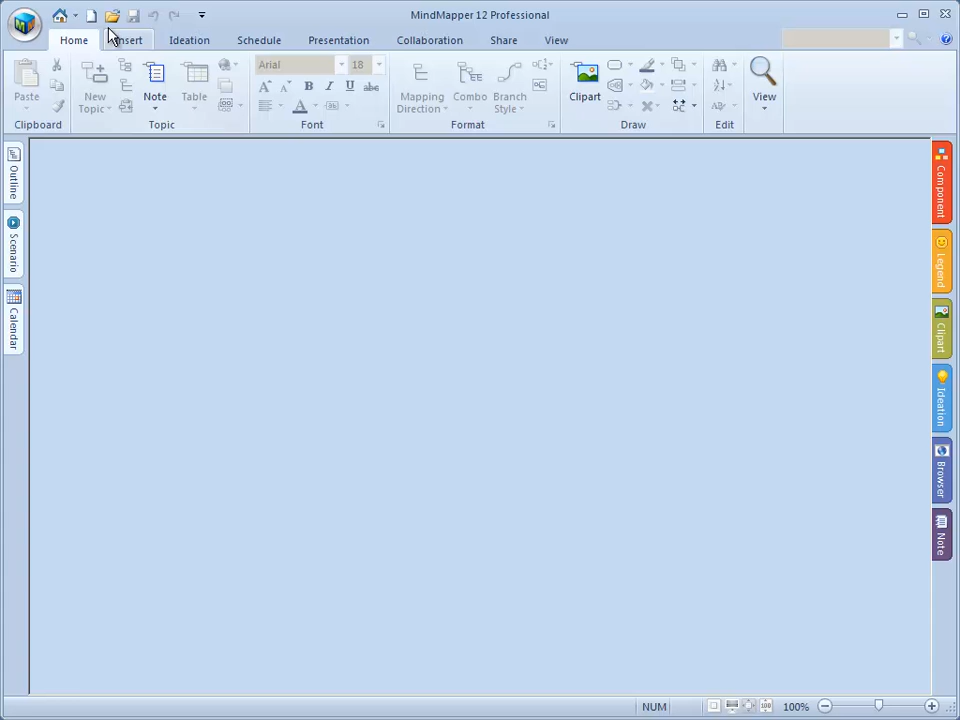 MindMapper 12 Professional
Home Insert Ideation Schedule Presentation Collaboration Share View
Arial 18
Paste New Topic Note Table Mapping Direction Combo Branch Style Clipart View
Clipboard Topic Font Format Draw Edit
Outline
Scenario
Calendar
Component
Legend
Clipart
Ideation
Browser
Note
NUM 100%